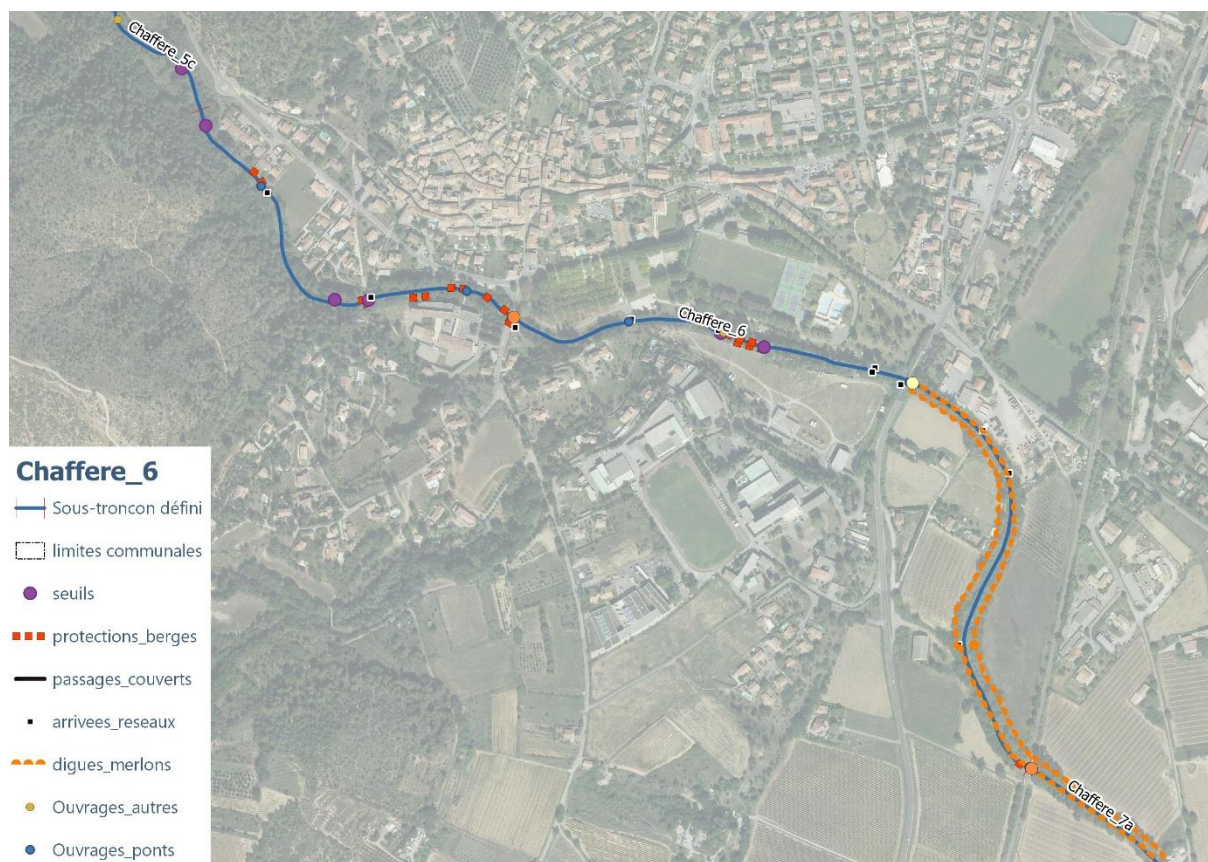 Chaffere_5c
Chaffere_6
Chaffere_7a
Chaffere_6
Sous-troncon défini
limites communales
seuils
protections_berges
passages_couverts
arrivees_reseaux
digues_merlons
Ouvrages_autres
Ouvrages_ponts